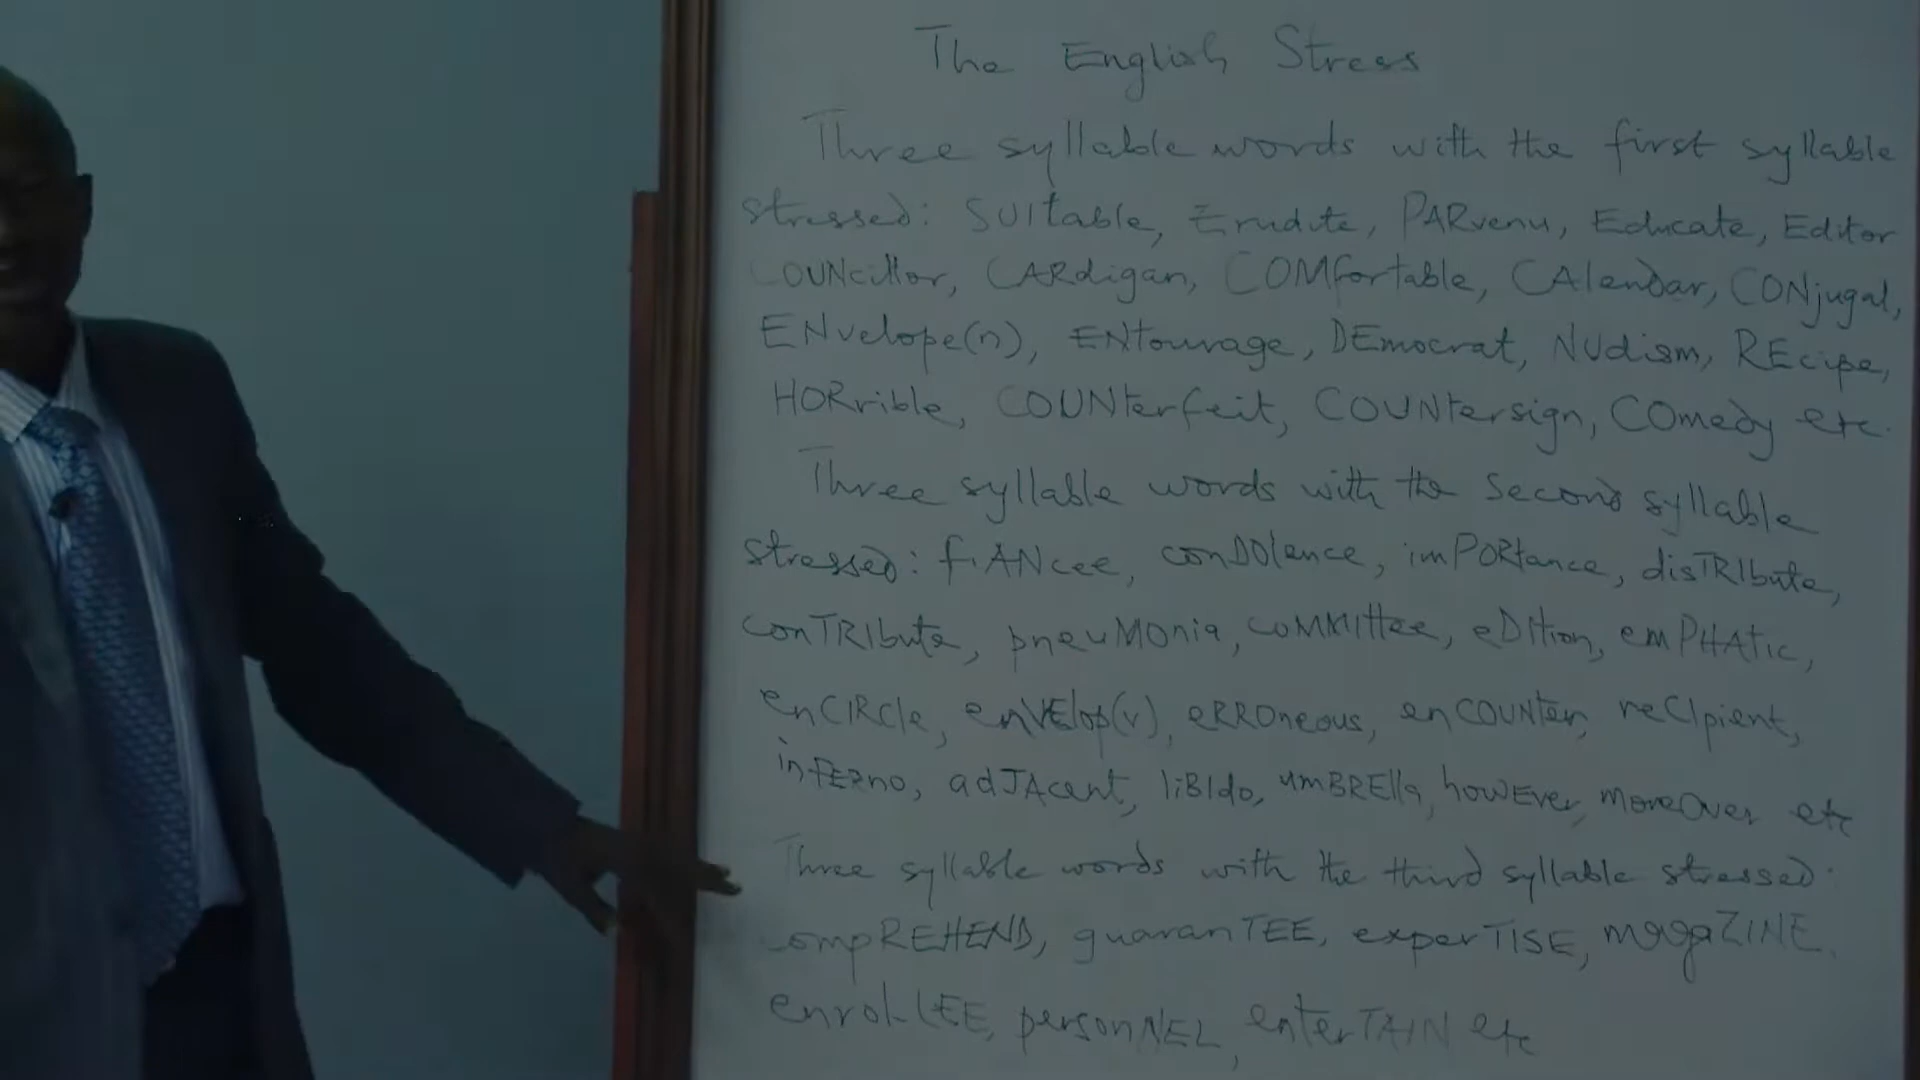 The English Stress
Three syllable words with the first syllable
stressed: SUItable, Erudite, PARvenu, Educate, Editor
COUNcillor, CARdigan, COMfortable, CAlendar, CONjugal,
ENvelope(n), ENtourage, DEmocrat, NUdism, REcipe,
HORrible, COUNterfeit, COUNtersign, COmedy etc.
Three syllable words with the second syllable
stressed: fiANcee, conDOlence, imPORtance, disTRIbute,
conTRIbute, pneuMOnia, coMMIttee, eDItion, emPHAtic,
enCIRcle, enVElop(v), eRROneous, enCOUNter, reCIpient,
inFERno, adJAcent, liBIdo, umBRElla, howEver, moreOver etc
Three syllable words with the third syllable stressed:
compREHEND, guaranTEE, experTISE, magaZINE,
enrolLEE, personNEL, enterTAIN etc